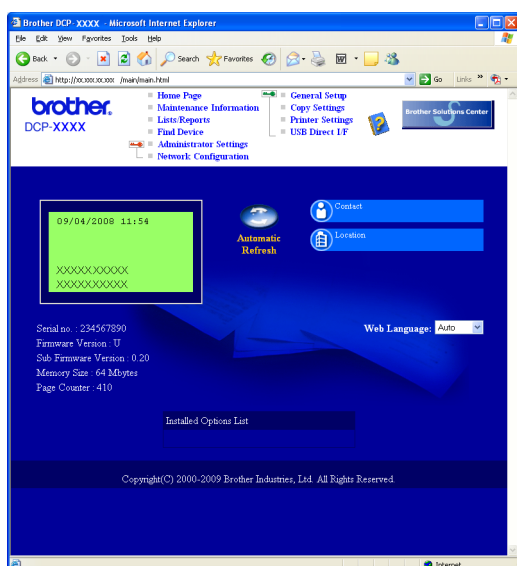 Brother DCP- XXXX - Microsoft Internet Explorer
File Edit View Favorites Tools Help
Back Search Favorites
Address http://xx.xxx.xx.xxx /main/main.html Go Links »
brother.
DCP-XXXX
Home Page
Maintenance Information
Lists/Reports
Find Device
Administrator Settings
Network Configuration
General Setup
Copy Settings
Printer Settings
USB Direct I/F
Brother Solutions Center
09/04/2008 11:54
XXXXXXXXXX
XXXXXXXXXX
Automatic
Refresh
Contact
Location
Serial no. : 234567890
Firmware Version : U
Sub Firmware Version : 0.20
Memory Size : 64 Mbytes
Page Counter : 410
Web Language: Auto
Installed Options List
Copyright(C) 2000-2009 Brother Industries, Ltd. All Rights Reserved.
Internet